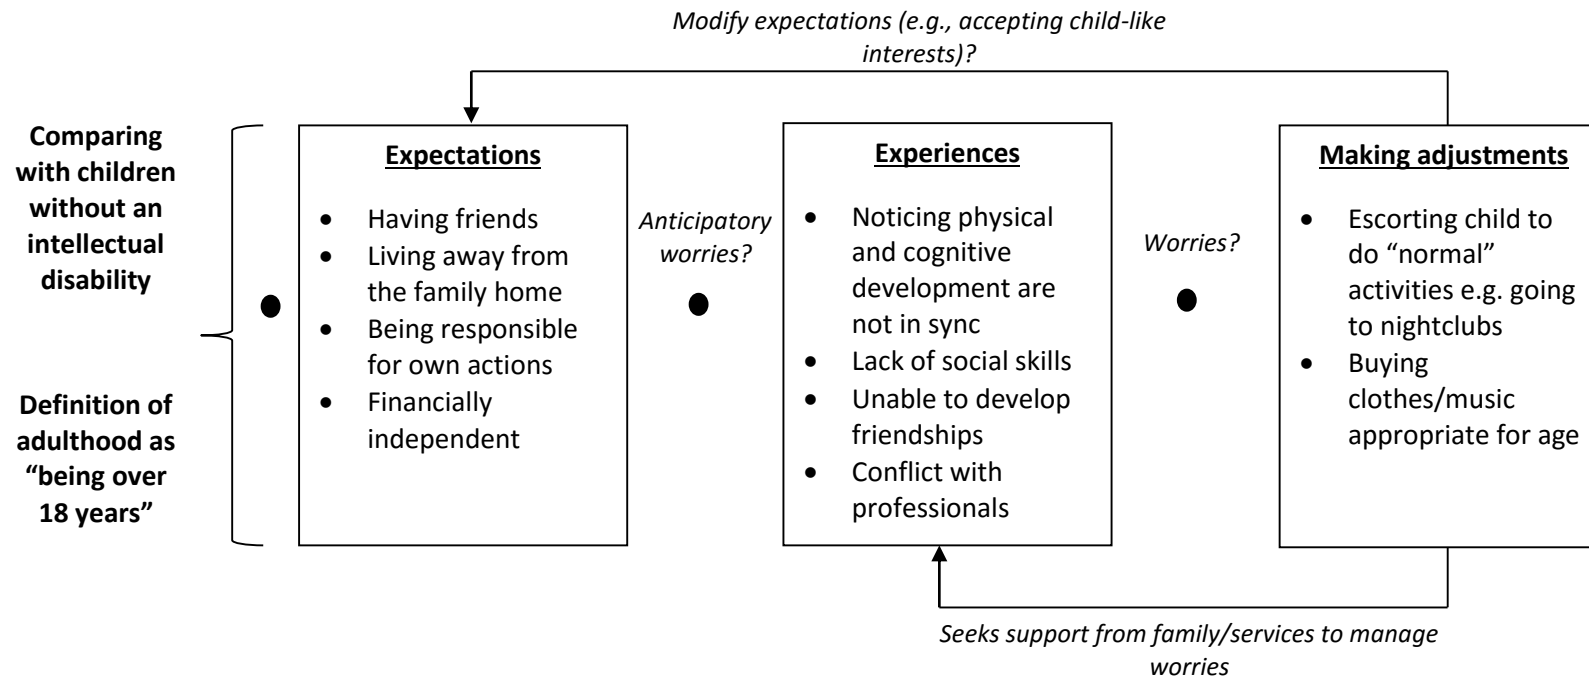 Modify expectations (e.g., accepting child-like
interests)?
Comparing
with children
without an
intellectual
disability
Definition of
adulthood as
“being over
18 years”
Expectations
• Having friends
• Living away from
the family home
• Being responsible
for own actions
• Financially
independent
Anticipatory
worries?
Experiences
• Noticing physical
and cognitive
development are
not in sync
• Lack of social skills
• Unable to develop
friendships
• Conflict with
professionals
Worries?
Making adjustments
• Escorting child to
do “normal”
activities e.g. going
to nightclubs
• Buying
clothes/music
appropriate for age
Seeks support from family/services to manage
worries